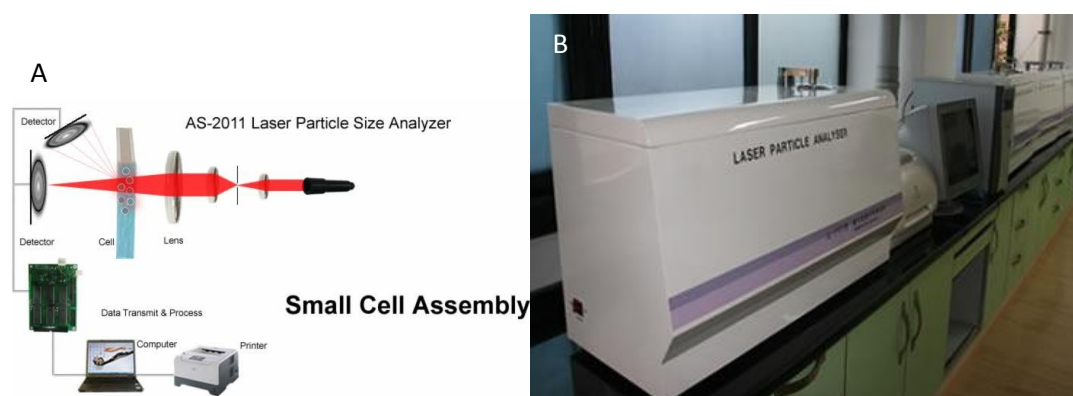 A
AS-2011 Laser Particle Size Analyzer
Detector
Detector
Cell
Lens
Data Transmit & Process
Small Cell Assembly
Computer
Printer
B
LASER PARTICLE ANALYSER